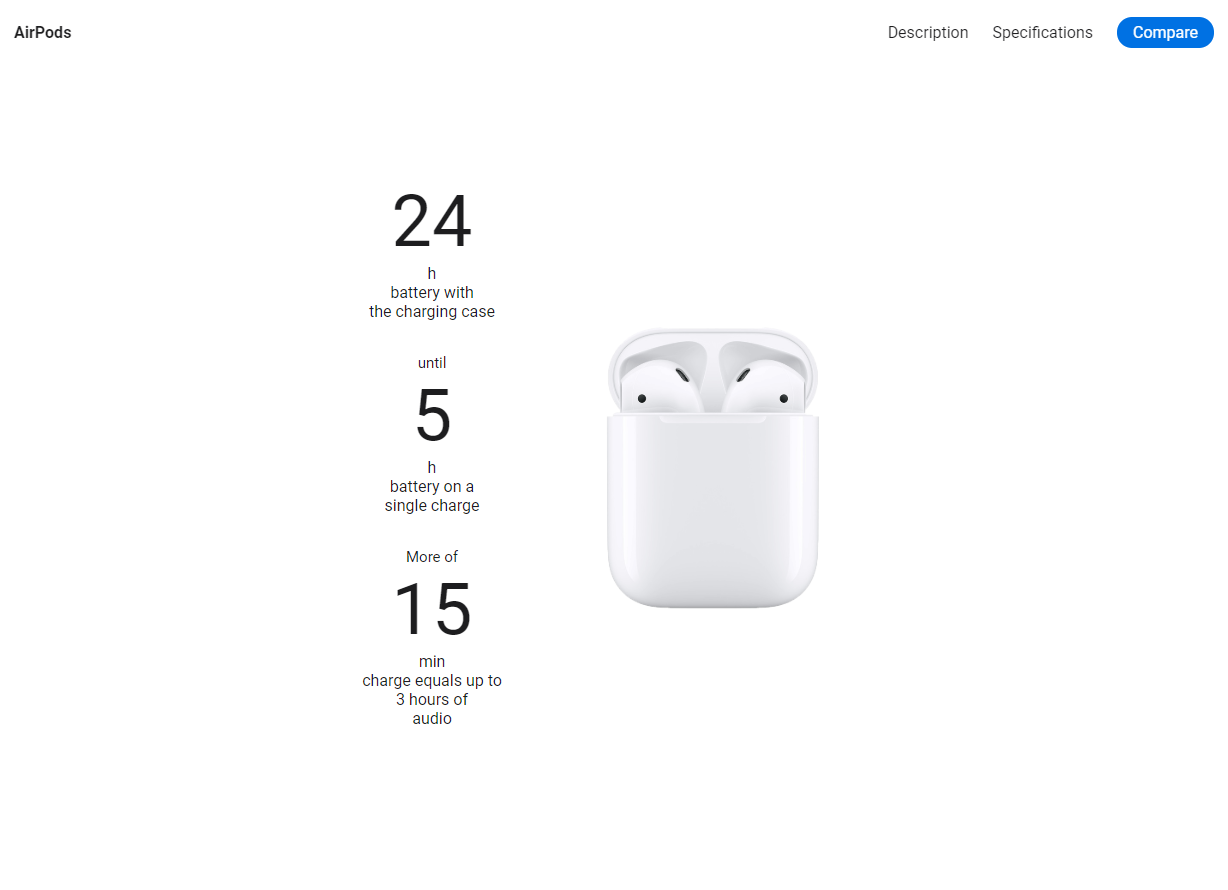 AirPods
Description
Specifications
Compare
24
h
battery with
the charging case
until
5
h
battery on a
single charge
More of
15
min
charge equals up to
3 hours of
audio